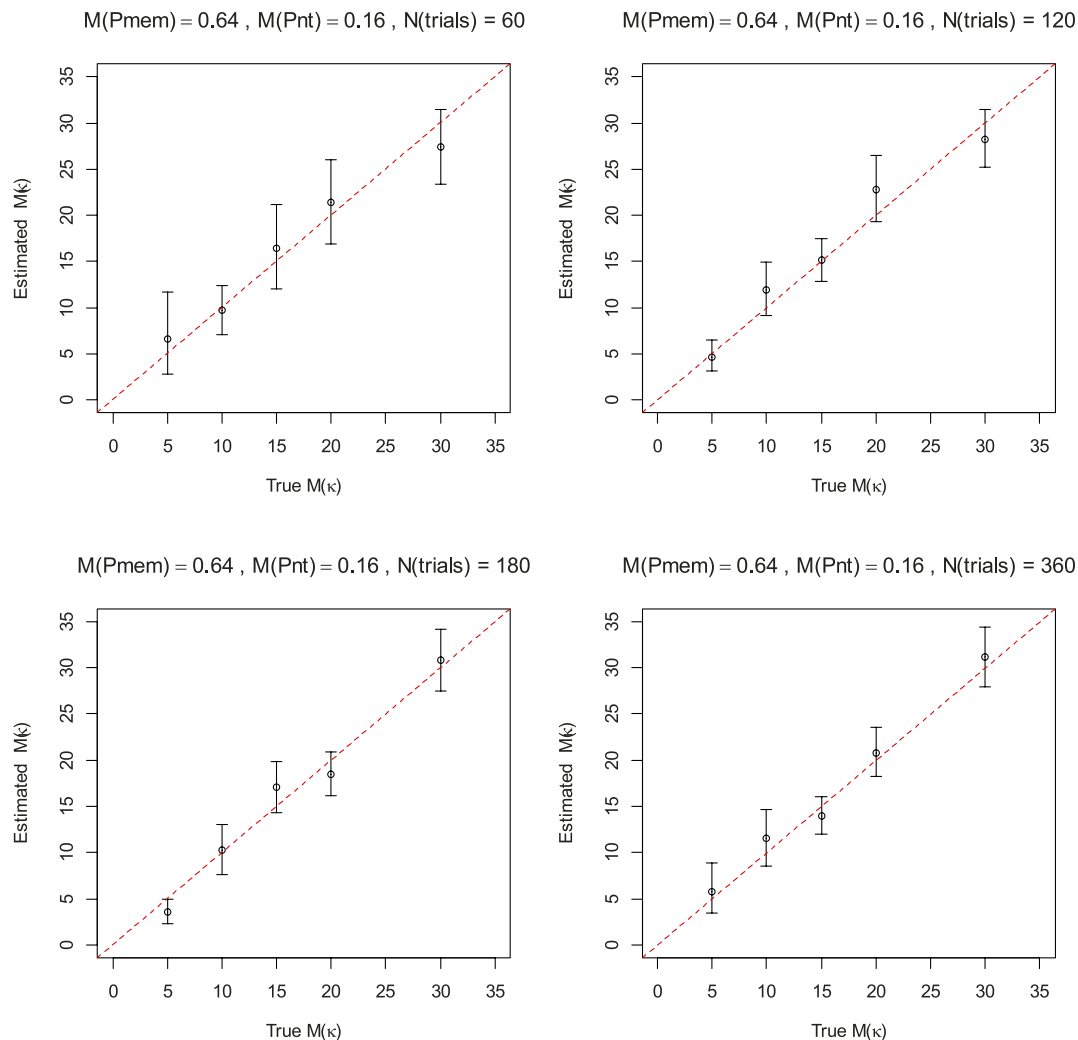 M(Pmem) = 0.64 , M(Pnt) = 0.16 , N(trials) = 60
35
30
25
20
15
10
5
0
Estimated M(κ)
0 5 10 15 20 25 30 35
True M(κ)
M(Pmem) = 0.64 , M(Pnt) = 0.16 , N(trials) = 120
35
30
25
20
15
10
5
0
Estimated M(κ)
0 5 10 15 20 25 30 35
True M(κ)
M(Pmem) = 0.64 , M(Pnt) = 0.16 , N(trials) = 180
35
30
25
20
15
10
5
0
Estimated M(κ)
0 5 10 15 20 25 30 35
True M(κ)
M(Pmem) = 0.64 , M(Pnt) = 0.16 , N(trials) = 360
35
30
25
20
15
10
5
0
Estimated M(κ)
0 5 10 15 20 25 30 35
True M(κ)